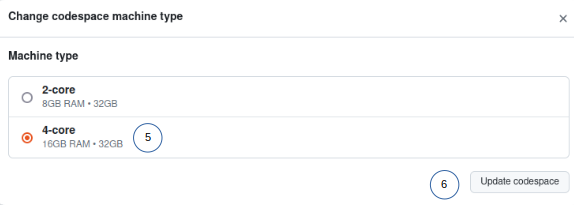 Change codespace machine type
×
Machine type
2-core
8GB RAM • 32GB
4-core
16GB RAM • 32GB
5
6
Update codespace